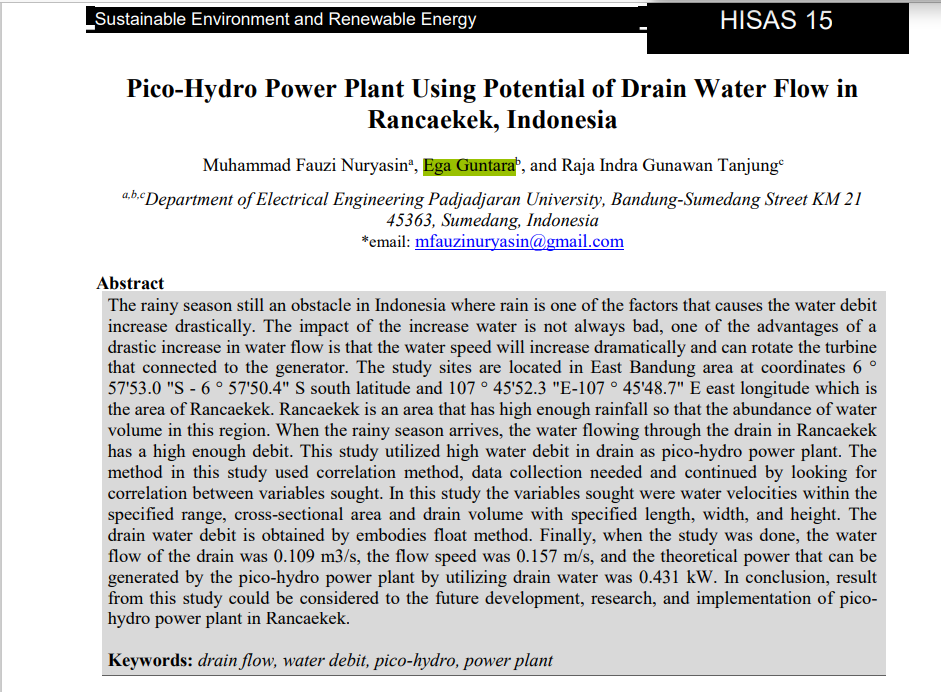 Sustainable Environment and Renewable Energy
HISAS 15
Pico-Hydro Power Plant Using Potential of Drain Water Flow in
Rancaekek, Indonesia
Muhammad Fauzi Nuryasinᵃ, Ega Guntaraᵇ, and Raja Indra Gunawan Tanjungᶜ
ᵃ,ᵇ,ᶜDepartment of Electrical Engineering Padjadjaran University, Bandung-Sumedang Street KM 21
45363, Sumedang, Indonesia
*email: mfauzinuryasin@gmail.com
Abstract
The rainy season still an obstacle in Indonesia where rain is one of the factors that causes the water debit
increase drastically. The impact of the increase water is not always bad, one of the advantages of a
drastic increase in water flow is that the water speed will increase dramatically and can rotate the turbine
that connected to the generator. The study sites are located in East Bandung area at coordinates 6 °
57'53.0 "S - 6 ° 57'50.4" S south latitude and 107 ° 45'52.3 "E-107 ° 45'48.7" E east longitude which is
the area of Rancaekek. Rancaekek is an area that has high enough rainfall so that the abundance of water
volume in this region. When the rainy season arrives, the water flowing through the drain in Rancaekek
has a high enough debit. This study utilized high water debit in drain as pico-hydro power plant. The
method in this study used correlation method, data collection needed and continued by looking for
correlation between variables sought. In this study the variables sought were water velocities within the
specified range, cross-sectional area and drain volume with specified length, width, and height. The
drain water debit is obtained by embodies float method. Finally, when the study was done, the water
flow of the drain was 0.109 m3/s, the flow speed was 0.157 m/s, and the theoretical power that can be
generated by the pico-hydro power plant by utilizing drain water was 0.431 kW. In conclusion, result
from this study could be considered to the future development, research, and implementation of pico-
hydro power plant in Rancaekek.
Keywords: drain flow, water debit, pico-hydro, power plant